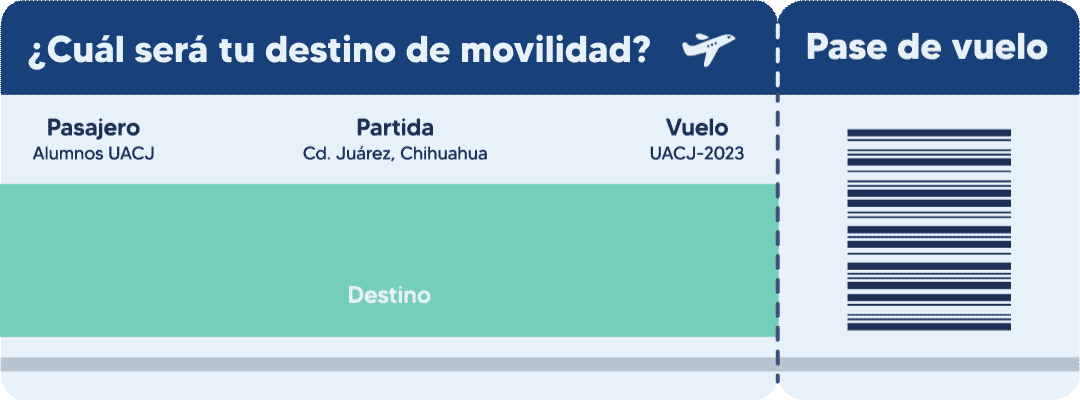 ¿Cuál será tu destino de movilidad?
Pase de vuelo
Pasajero
Alumnos UACJ
Partida
Cd. Juárez, Chihuahua
Vuelo
UACJ-2023
Destino